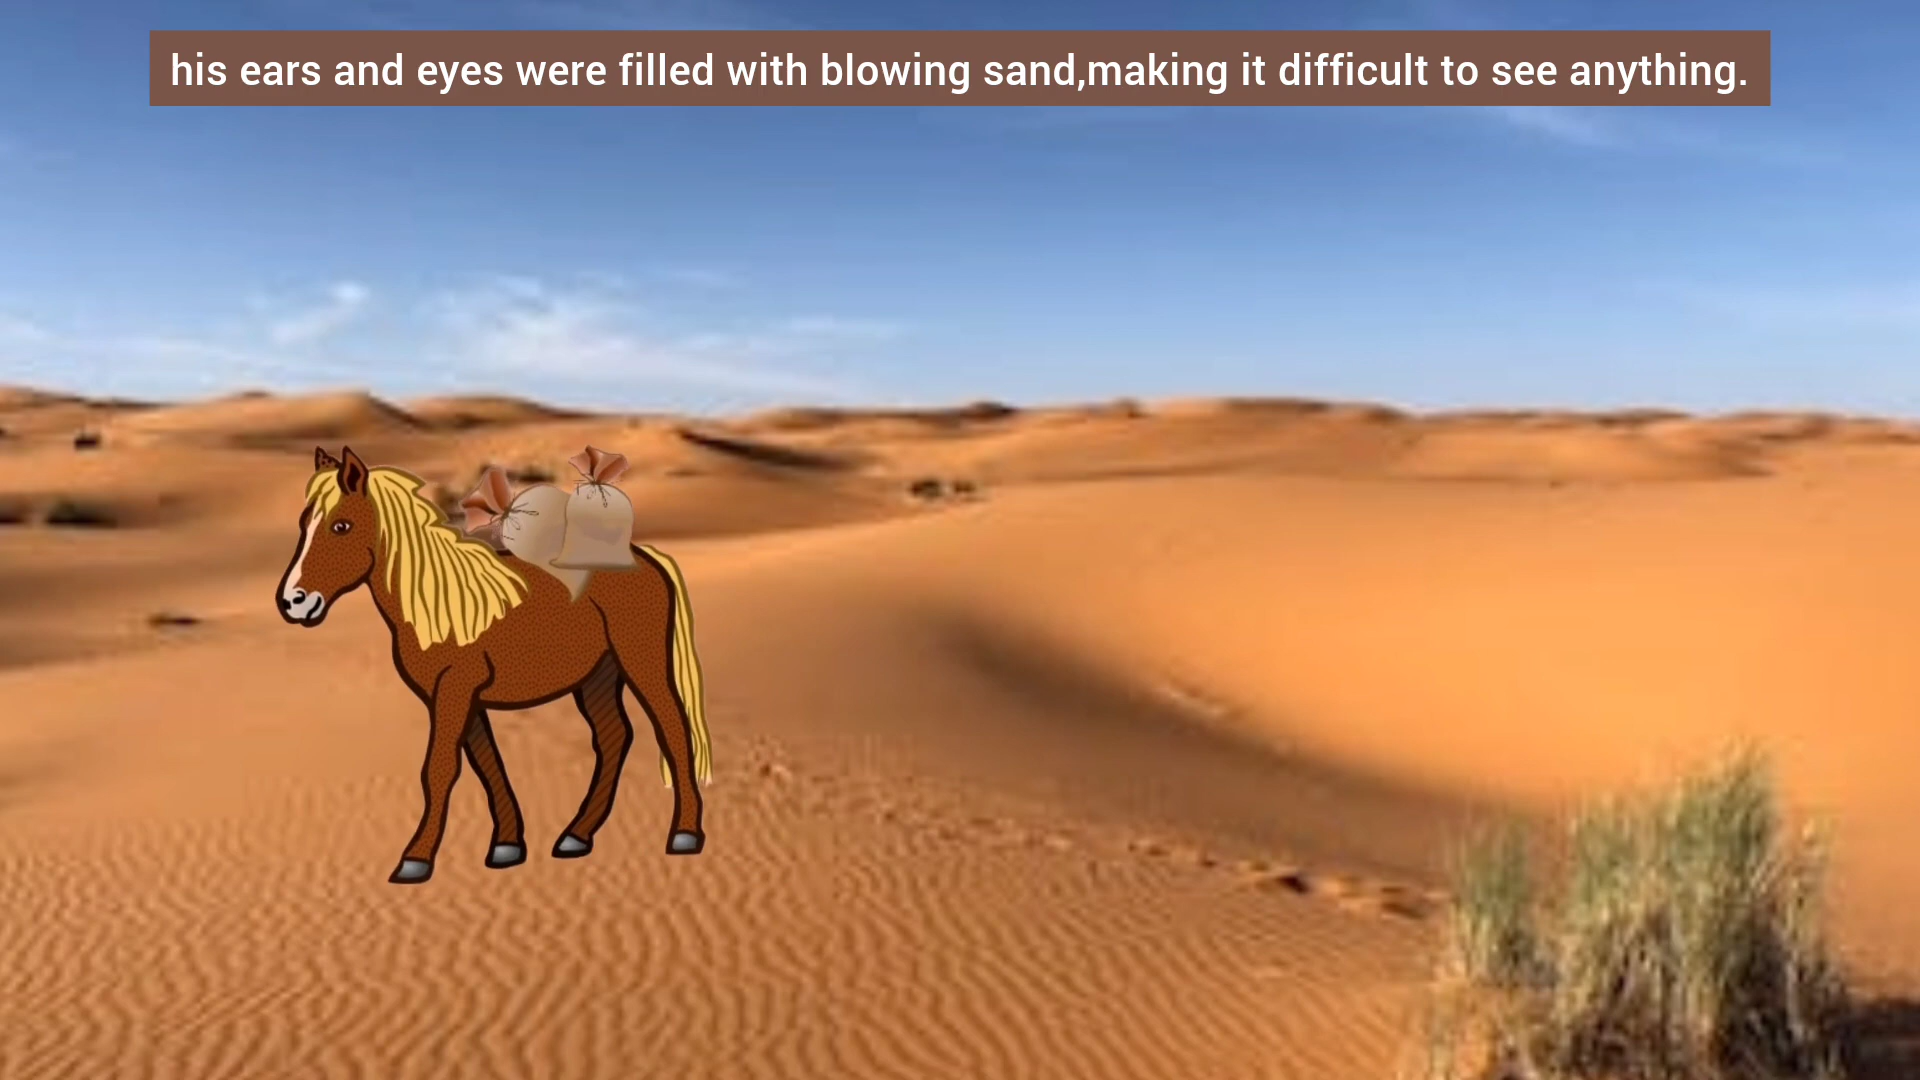 his ears and eyes were filled with blowing sand,making it difficult to see anything.